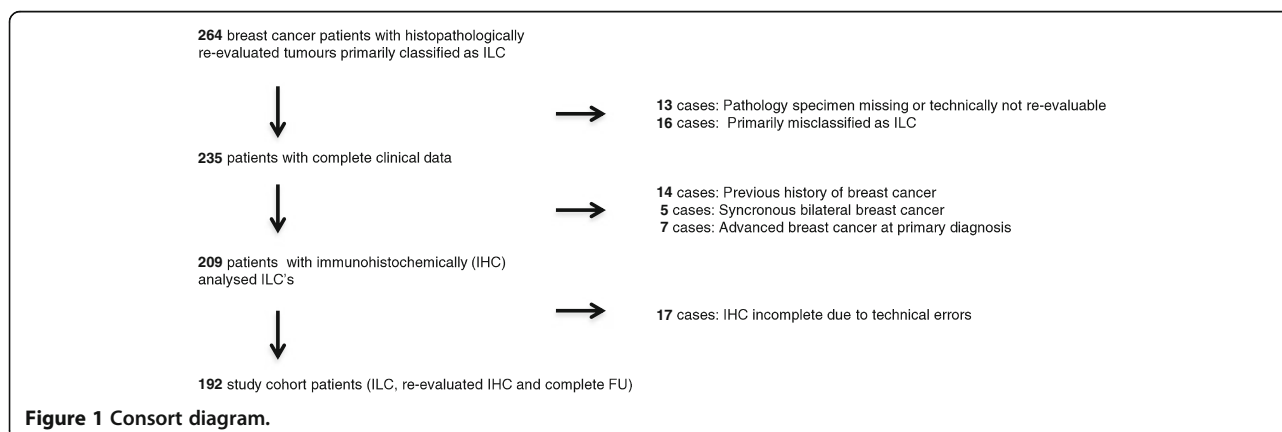 264 breast cancer patients with histopathologically
re-evaluated tumours primarily classified as ILC
13 cases: Pathology specimen missing or technically not re-evaluable
16 cases: Primarily misclassified as ILC
235 patients with complete clinical data
14 cases: Previous history of breast cancer
5 cases: Syncronous bilateral breast cancer
7 cases: Advanced breast cancer at primary diagnosis
209 patients with immunohistochemically (IHC)
analysed ILC's
17 cases: IHC incomplete due to technical errors
192 study cohort patients (ILC, re-evaluated IHC and complete FU)
Figure 1 Consort diagram.